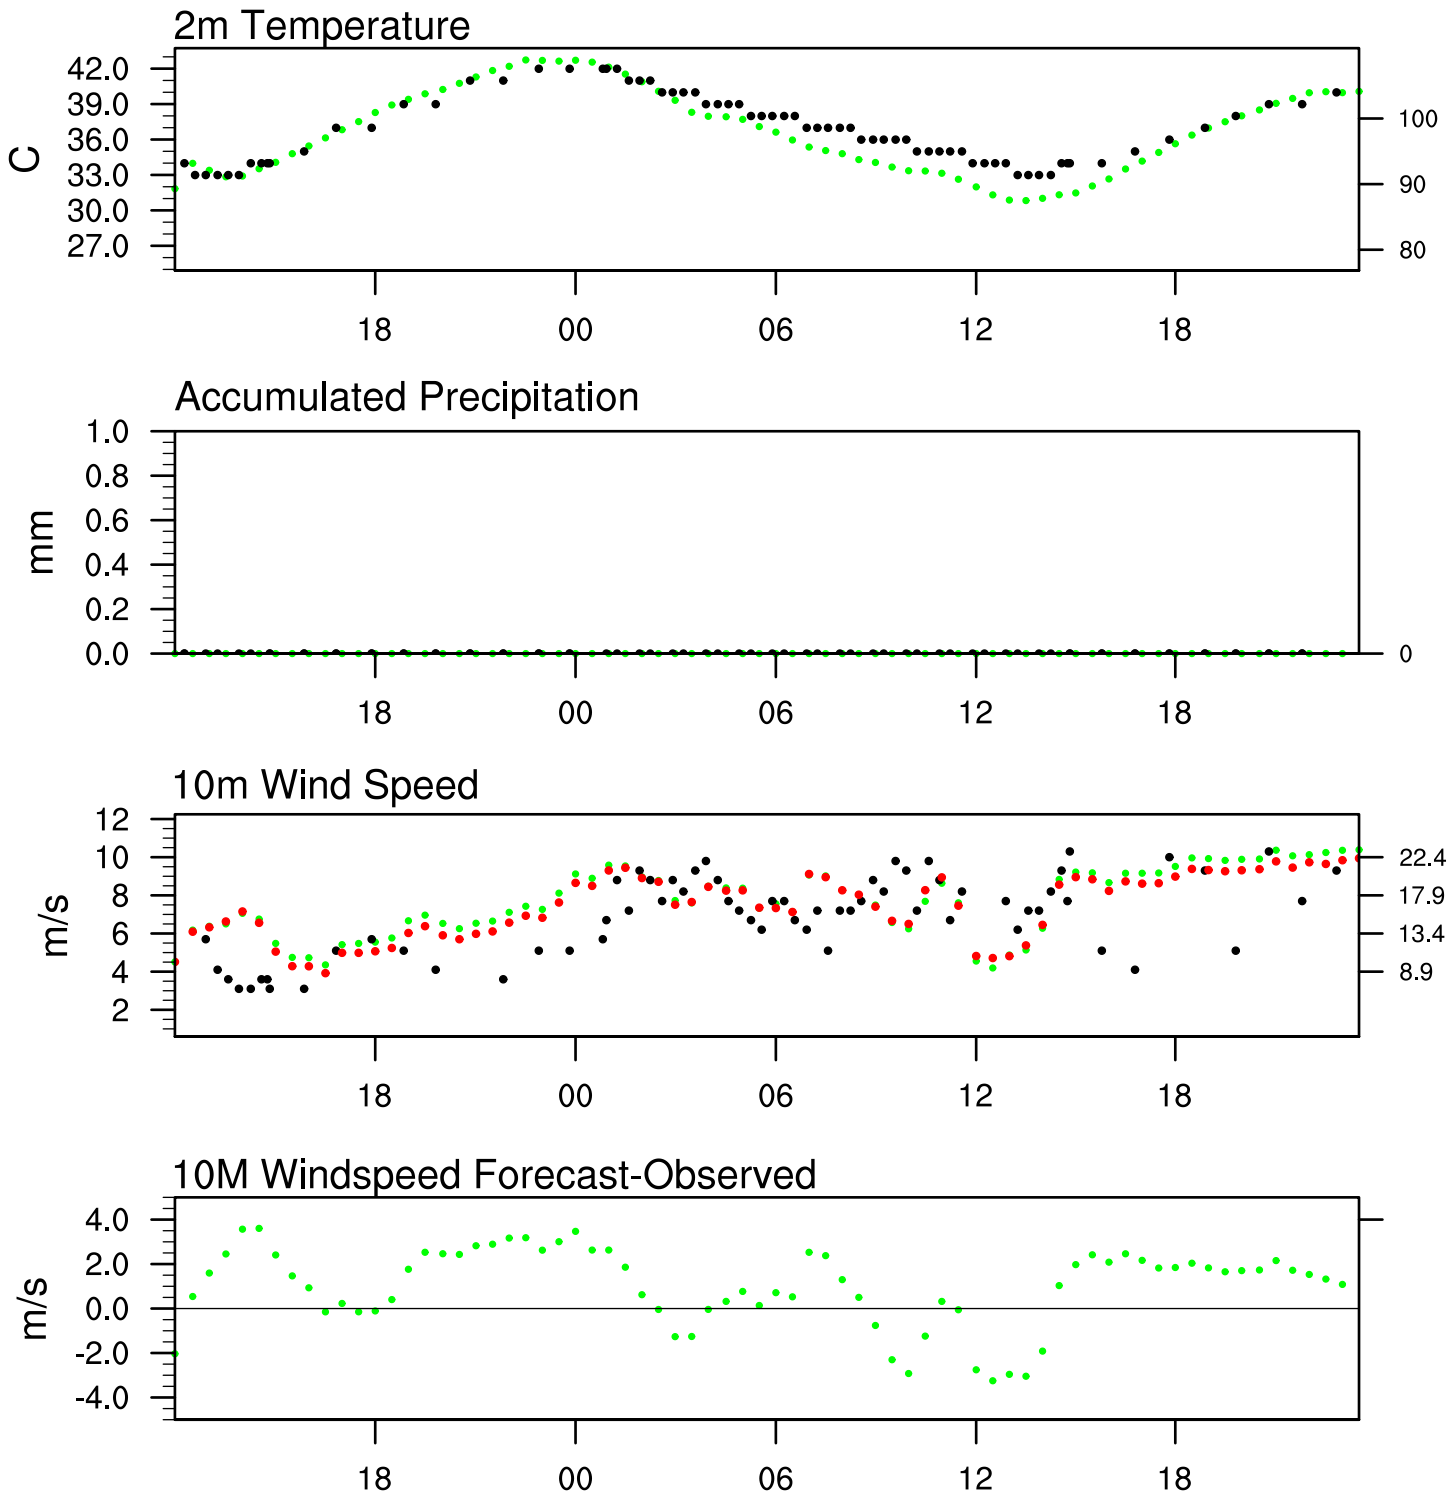 2m Temperature
42.0
39.0
36.0
33.0
30.0
27.0
C
100
90
80
18 00 06 12 18
Accumulated Precipitation
1.0
0.8
0.6
0.4
0.2
0.0
mm
0
18 00 06 12 18
10m Wind Speed
12
10
8
6
4
2
m/s
22.4
17.9
13.4
8.9
18 00 06 12 18
10M Windspeed Forecast-Observed
4.0
2.0
0.0
-2.0
-4.0
m/s
18 00 06 12 18